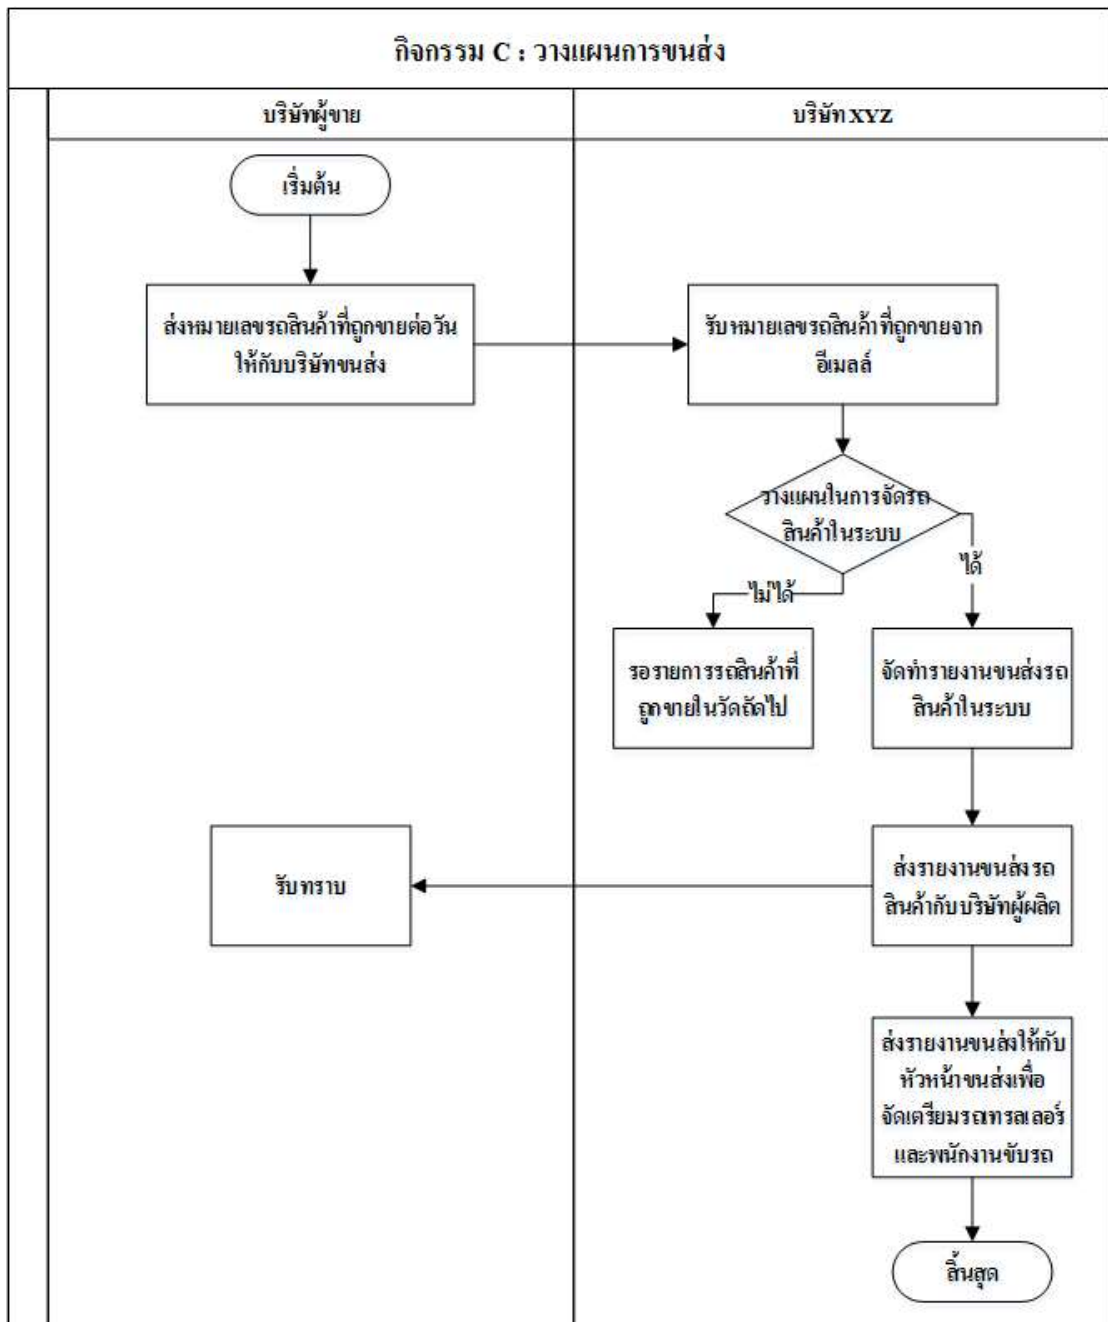 กิจกรรม C : วางแผนการขนส่ง
บริษัทผู้ขาย
บริษัท XYZ
เริ่มต้น
ส่งหมายเลขรถสินค้าที่ถูกขายต่อวัน
ให้กับบริษัทขนส่ง
รับหมายเลขรถสินค้าที่ถูกขายจาก
อีเมลล์
วางแผนในการจัดรถ
สินค้าในระบบ
ได้
ไม่ได้
รอรายการรถสินค้าที่
ถูกขายในวัดถัดไป
จัดทำรายงานขนส่งรถ
สินค้าในระบบ
รับทราบ
ส่งรายงานขนส่งรถ
สินค้ากับบริษัทผู้ผลิต
ส่งรายงานขนส่งให้กับ
หัวหน้าขนส่งเพื่อ
จัดเตรียมรถเทรลเลอร์
และพนักงานขับรถ
สิ้นสุด